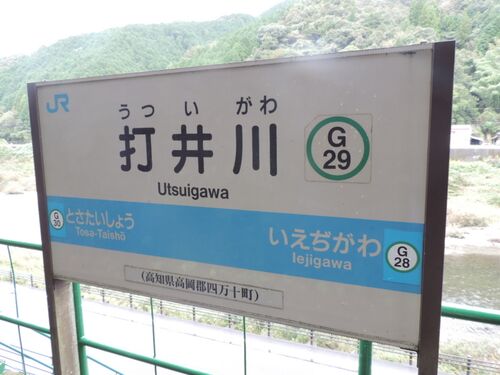 JR
うつ い がわ
打井川
Utsuigawa
G
29
G
30
とさたいしょう
Tosa-Taishō
いえぢがわ
Iejigawa
G
28
(高知県高岡郡四万十町)